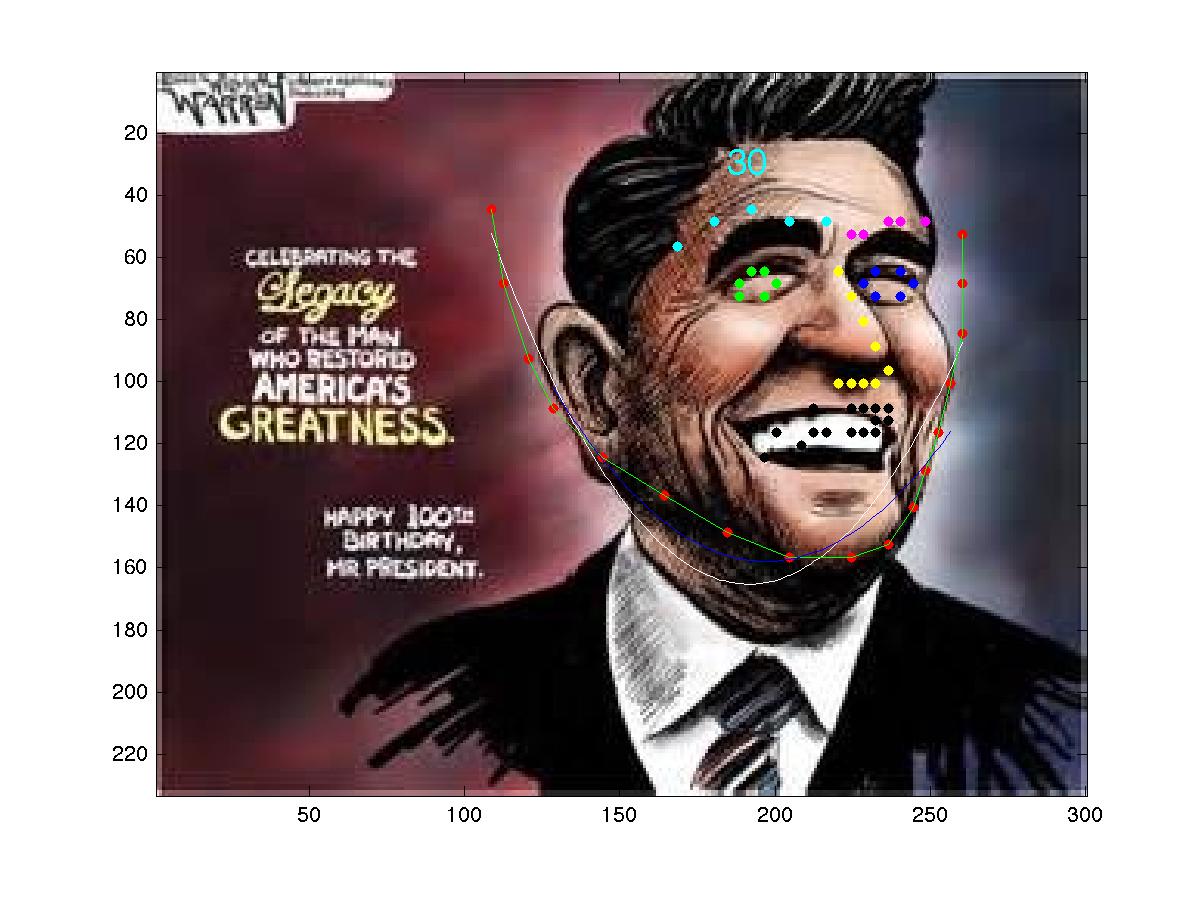 WARREN
30
CELEBRATING THE
Legacy
OF THE MAN
WHO RESTORED
AMERICA'S
GREATNESS.
HAPPY 100TH
BIRTHDAY,
MR PRESIDENT.
20
40
60
80
100
120
140
160
180
200
220
50 100 150 200 250 300